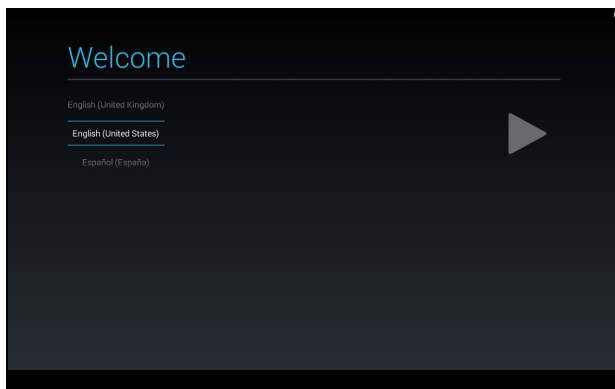 Welcome
English (United Kingdom)
English (United States)
Español (España)